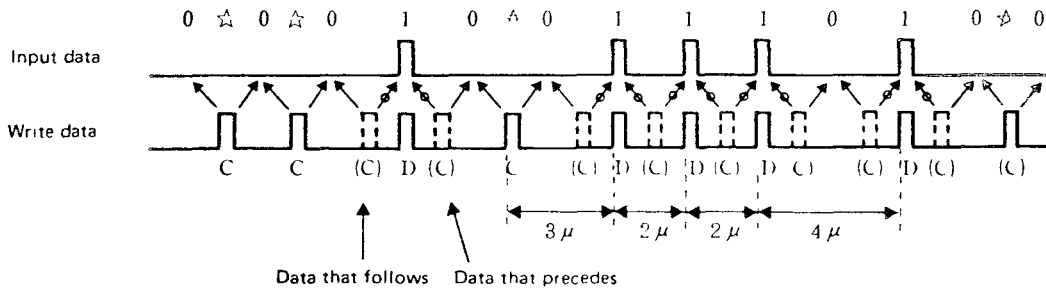 0 ☆ 0 ☆ 0 1 0 ☆ 0 1 1 1 0 1 0 ☆ 0
Input data
Write data
C C (C) D (C) C (C) D (C) D (C) D (C) (C) D (C) (C)
3 μ 2 μ 2 μ 4 μ
Data that follows Data that precedes